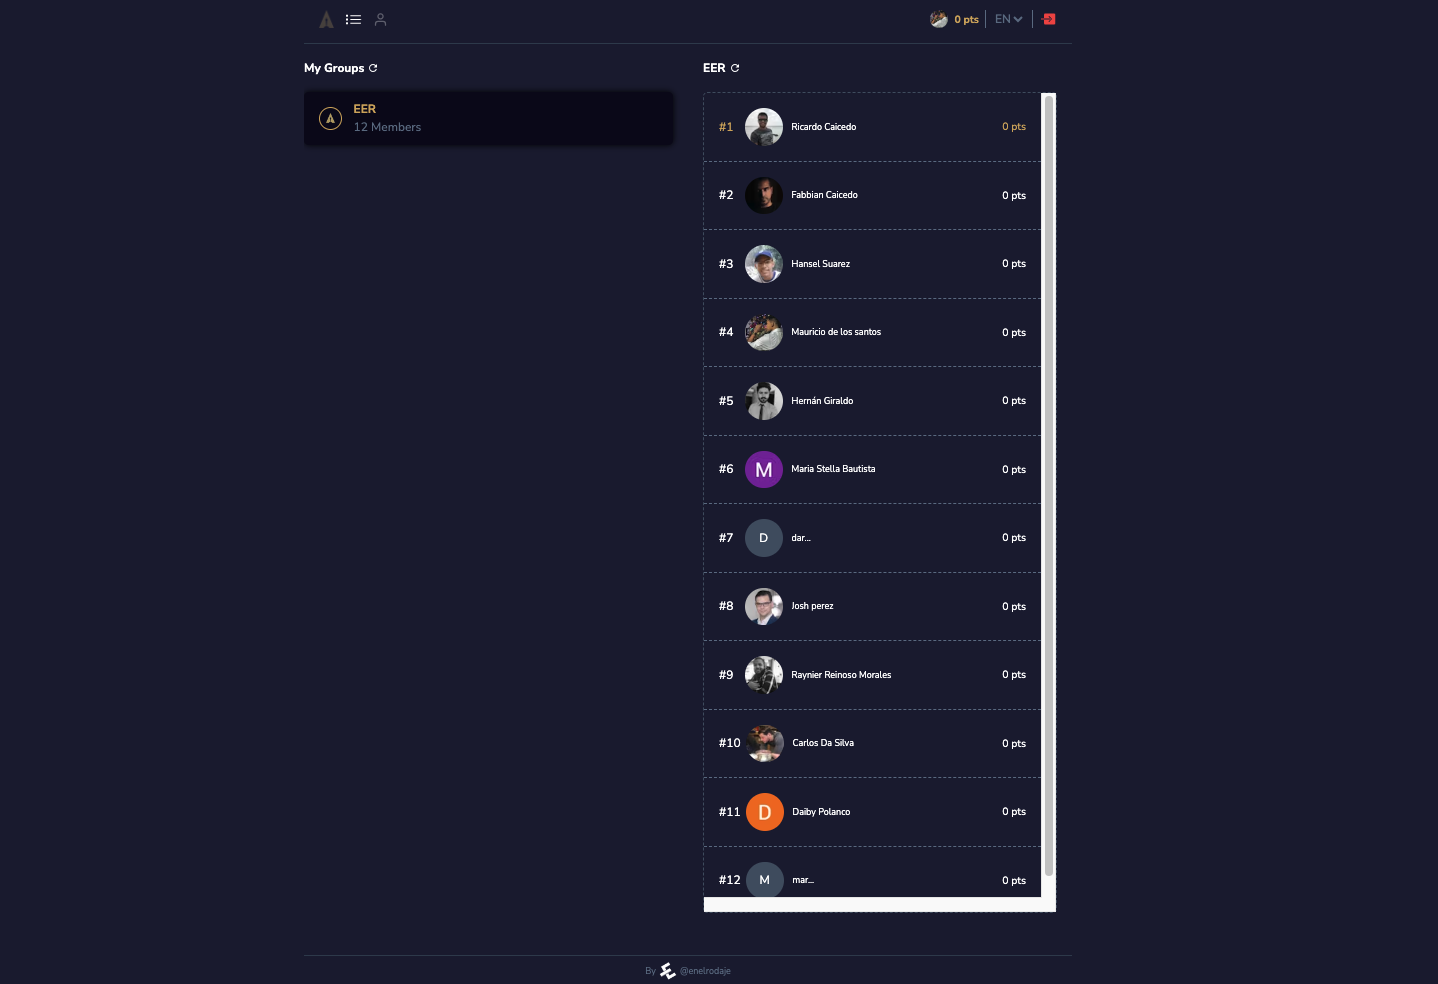 0 pts
EN
My Groups
EER
12 Members
EER
#1 Ricardo Caicedo 0 pts
#2 Fabbian Caicedo 0 pts
#3 Hansel Suarez 0 pts
#4 Mauricio de los santos 0 pts
#5 Hernán Giraldo 0 pts
#6 M Maria Stella Bautista 0 pts
#7 D dar... 0 pts
#8 Josh perez 0 pts
#9 Raynier Reinoso Morales 0 pts
#10 Carlos Da Silva 0 pts
#11 D Daiby Polanco 0 pts
#12 M mar... 0 pts
By @enelrodaje